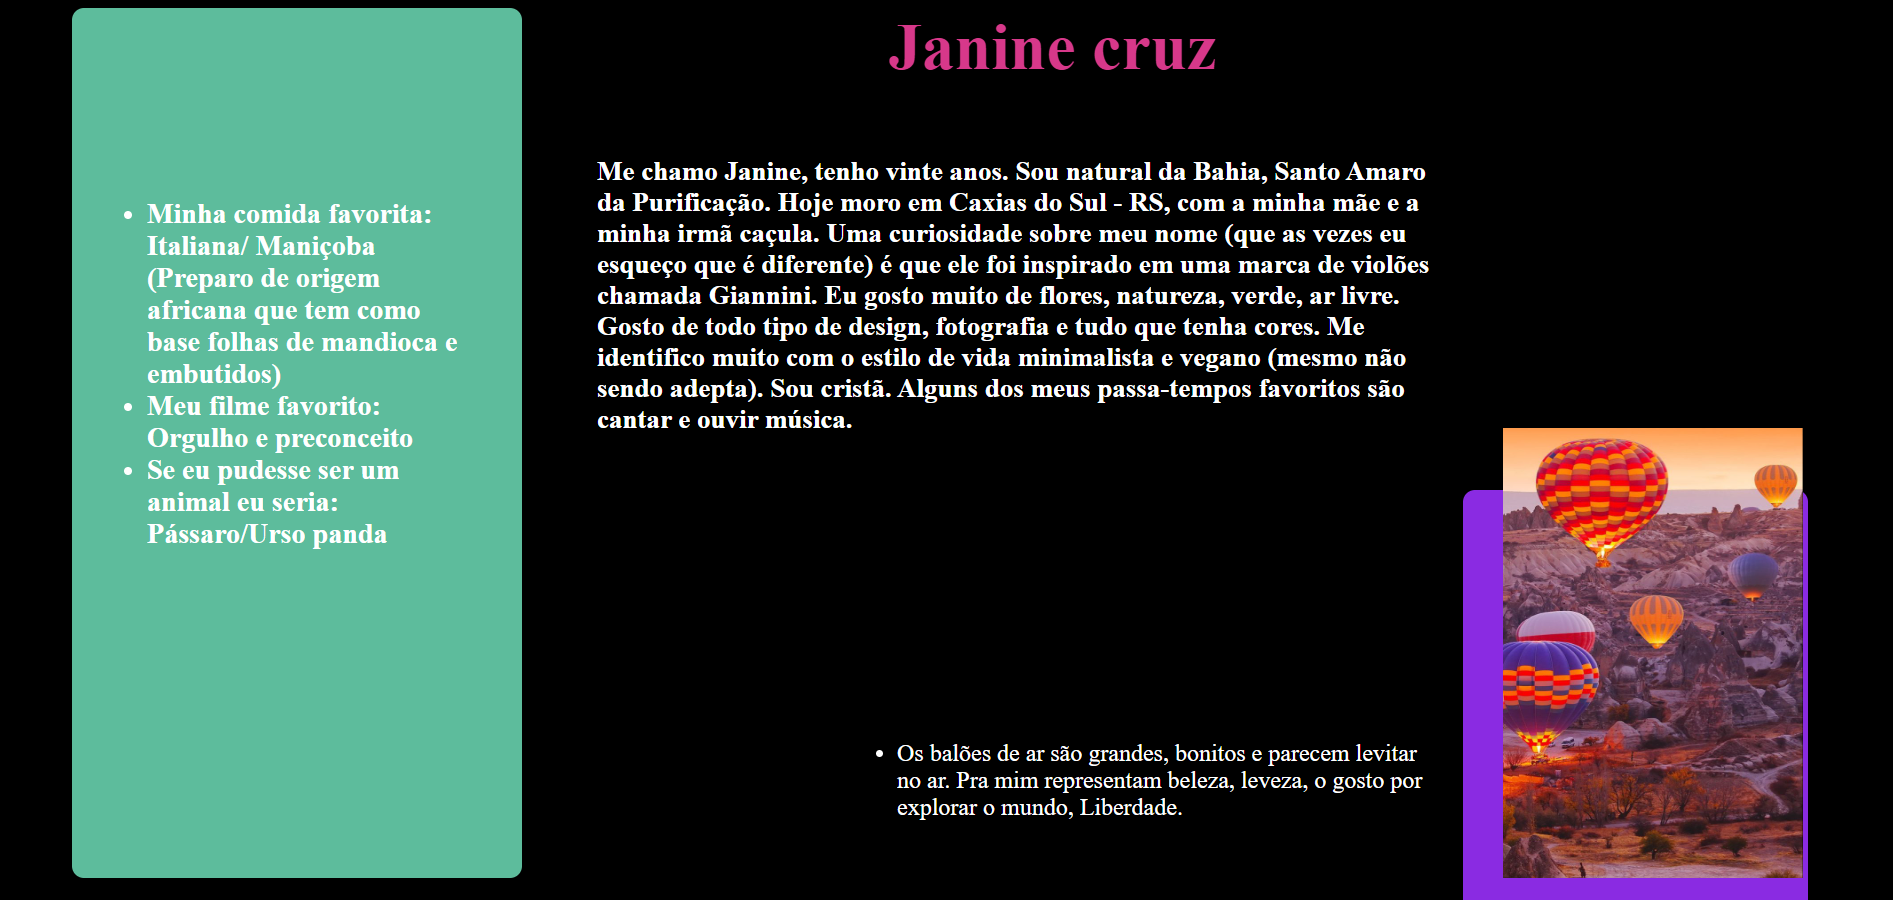 Janine cruz
Minha comida favorita:
Italiana/ Maniçoba
(Preparo de origem
africana que tem como
base folhas de mandioca e
embutidos)
Meu filme favorito:
Orgulho e preconceito
Se eu pudesse ser um
animal eu seria:
Pássaro/Urso panda
Me chamo Janine, tenho vinte anos. Sou natural da Bahia, Santo Amaro
da Purificação. Hoje moro em Caxias do Sul - RS, com a minha mãe e a
minha irmã caçula. Uma curiosidade sobre meu nome (que as vezes eu
esqueço que é diferente) é que ele foi inspirado em uma marca de violões
chamada Giannini. Eu gosto muito de flores, natureza, verde, ar livre.
Gosto de todo tipo de design, fotografia e tudo que tenha cores. Me
identifico muito com o estilo de vida minimalista e vegano (mesmo não
sendo adepta). Sou cristã. Alguns dos meus passa-tempos favoritos são
cantar e ouvir música.
Os balões de ar são grandes, bonitos e parecem levitar
no ar. Pra mim representam beleza, leveza, o gosto por
explorar o mundo, Liberdade.